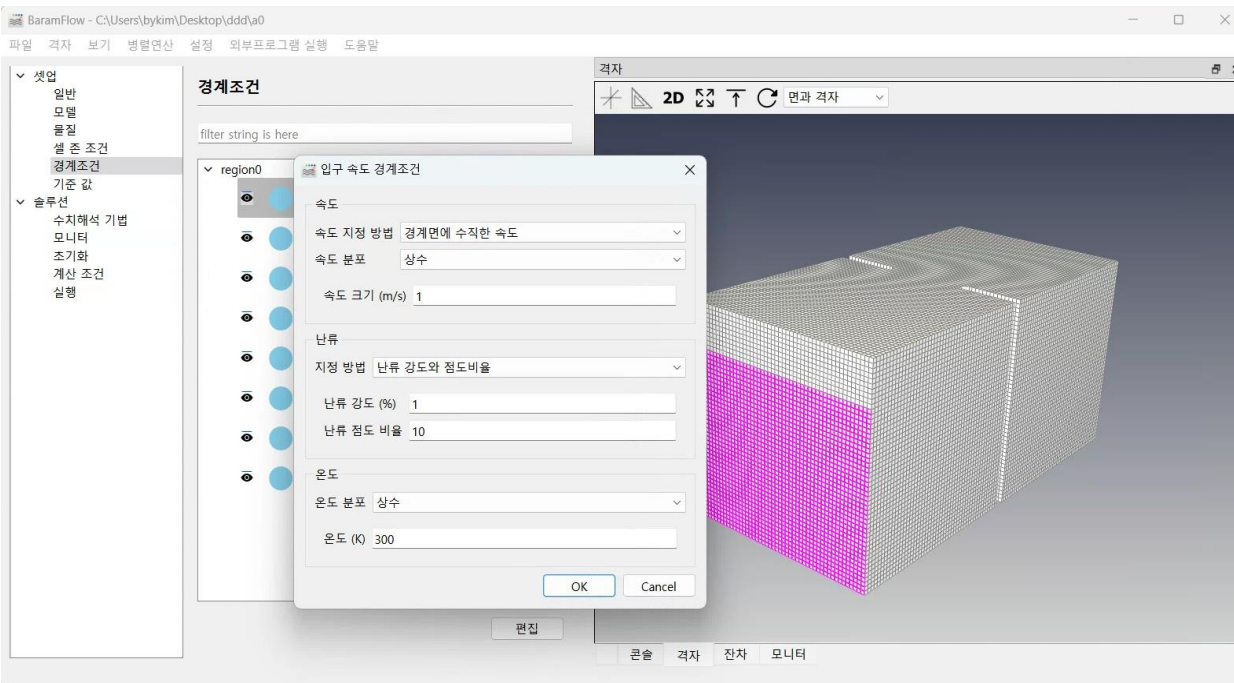 BaramFlow - C:\Users\bykim\Desktop\ddd\a0
파일 격자 보기 병렬연산 설정 외부프로그램 실행 도움말
셋업
일반
모델
물질
셀 존 조건
경계조건
기준 값
솔루션
수치해석 기법
모니터
초기화
계산 조건
실행
경계조건
filter string is here
region0
입구 속도 경계조건
속도
속도 지정 방법 경계면에 수직한 속도
속도 분포 상수
속도 크기 (m/s) 1
난류
지정 방법 난류 강도와 점도비율
난류 강도 (%) 1
난류 점도 비율 10
온도
온도 분포 상수
온도 (K) 300
OK Cancel
편집
격자
2D 면과 격자
콘솔 격자 잔차 모니터